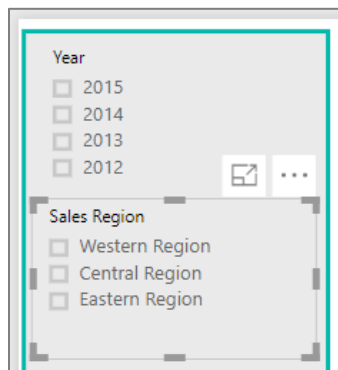 Year
2015
2014
2013
2012
Sales Region
Western Region
Central Region
Eastern Region